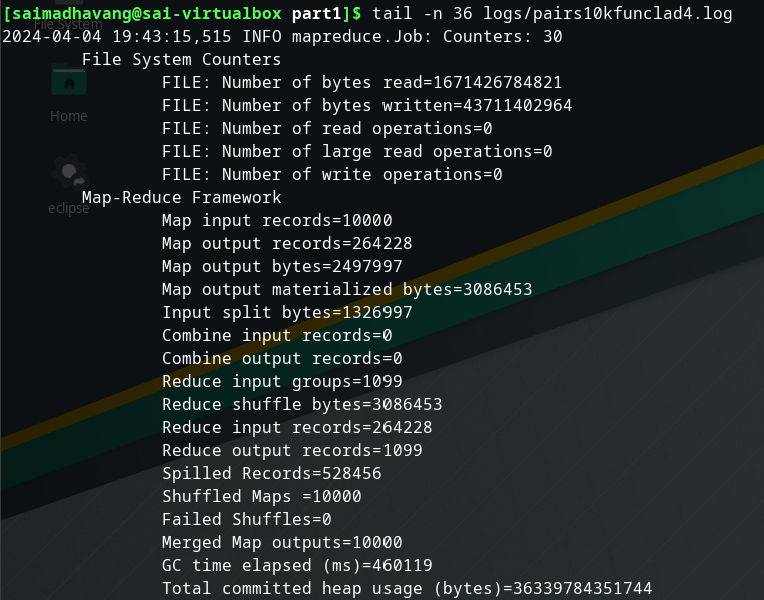 [saimadhavang@sai-virtualbox part1]$ tail -n 36 logs/pairs10kfunclad4.log
2024-04-04 19:43:15,515 INFO mapreduce.Job: Counters: 30
File System Counters
File System
FILE: Number of bytes read=1671426784821
FILE: Number of bytes written=43711402964
Home
FILE: Number of read operations=0
FILE: Number of large read operations=0
FILE: Number of write operations=0
Map-Reduce Framework
eclipse
Map input records=10000
Map output records=264228
Map output bytes=2497997
Map output materialized bytes=3086453
Input split bytes=1326997
Combine input records=0
Combine output records=0
Reduce input groups=1099
Reduce shuffle bytes=3086453
Reduce input records=264228
Reduce output records=1099
Spilled Records=528456
Shuffled Maps =10000
Failed Shuffles=0
Merged Map outputs=10000
GC time elapsed (ms)=460119
Total committed heap usage (bytes)=36339784351744